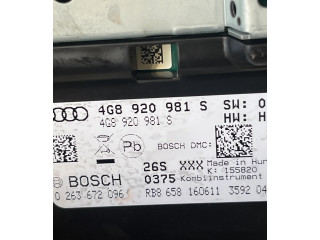 4G8 920 981 S SW: 0
4G8 920 981 S HW: H
Pb BOSCH DMC:
26S XXX Made in Hun
K: 155820
BOSCH 0375 Kombiinstrument
0 263 672 096 RB8 658 160611 3592 04